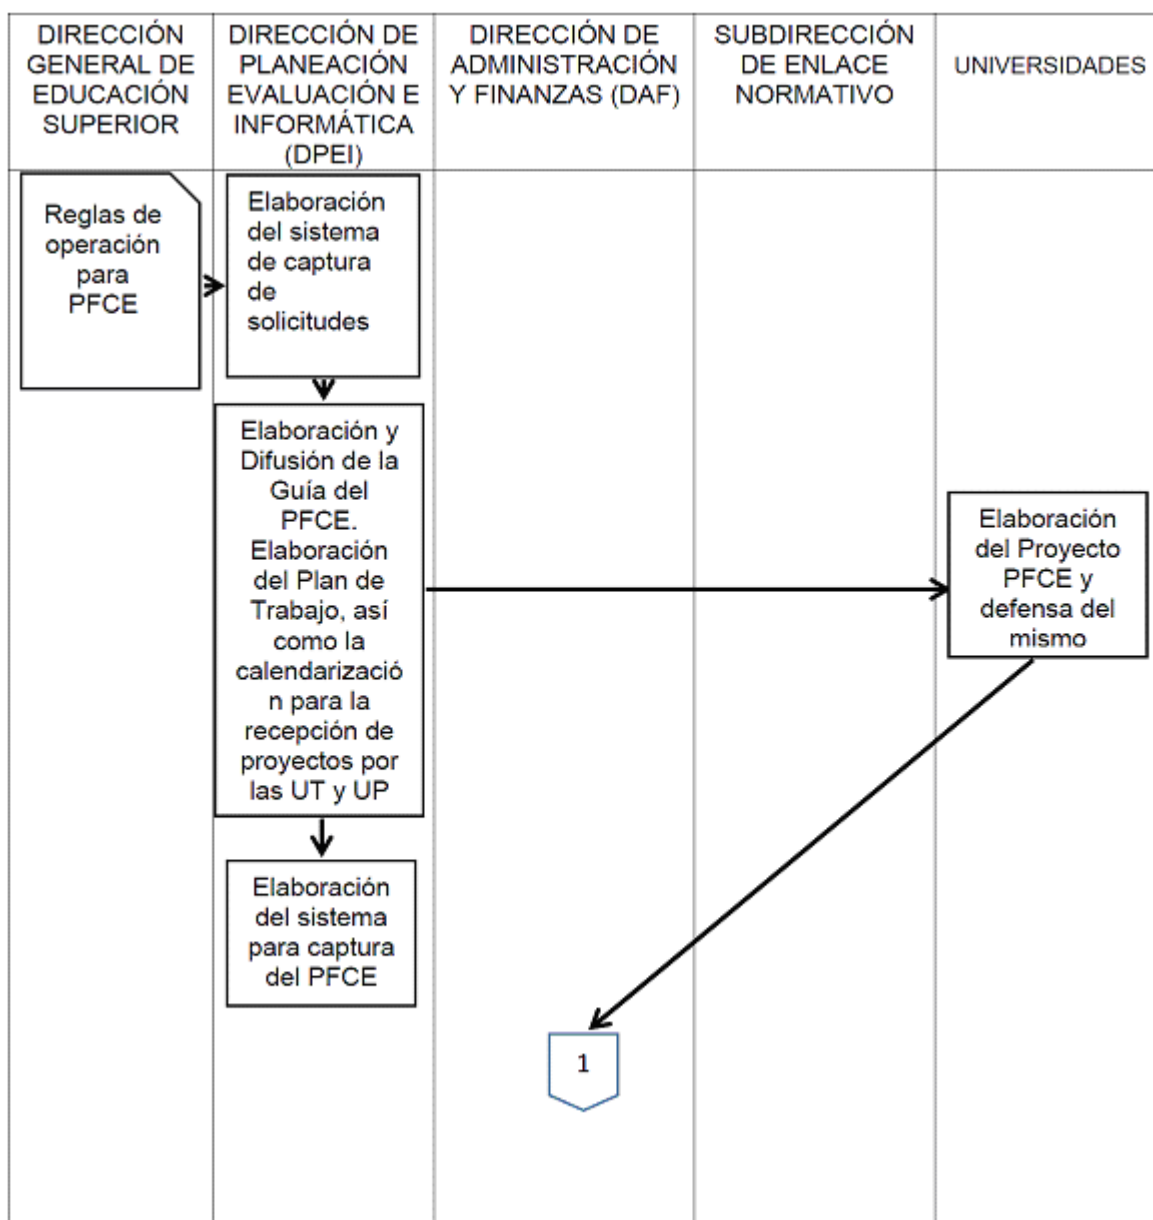 DIRECCIÓN
GENERAL DE
EDUCACIÓN
SUPERIOR
DIRECCIÓN DE
PLANEACIÓN
EVALUACIÓN E
INFORMÁTICA
(DPEI)
DIRECCIÓN DE
ADMINISTRACIÓN
Y FINANZAS (DAF)
SUBDIRECCIÓN
DE ENLACE
NORMATIVO
UNIVERSIDADES
Reglas de
operación
para
PFCE
Elaboración
del sistema
de captura
de
solicitudes
Elaboración y
Difusión de la
Guía del
PFCE.
Elaboración
del Plan de
Trabajo, así
como la
calendarizació
n para la
recepción de
proyectos por
las UT y UP
Elaboración
del Proyecto
PFCE y
defensa del
mismo
Elaboración
del sistema
para captura
del PFCE
1